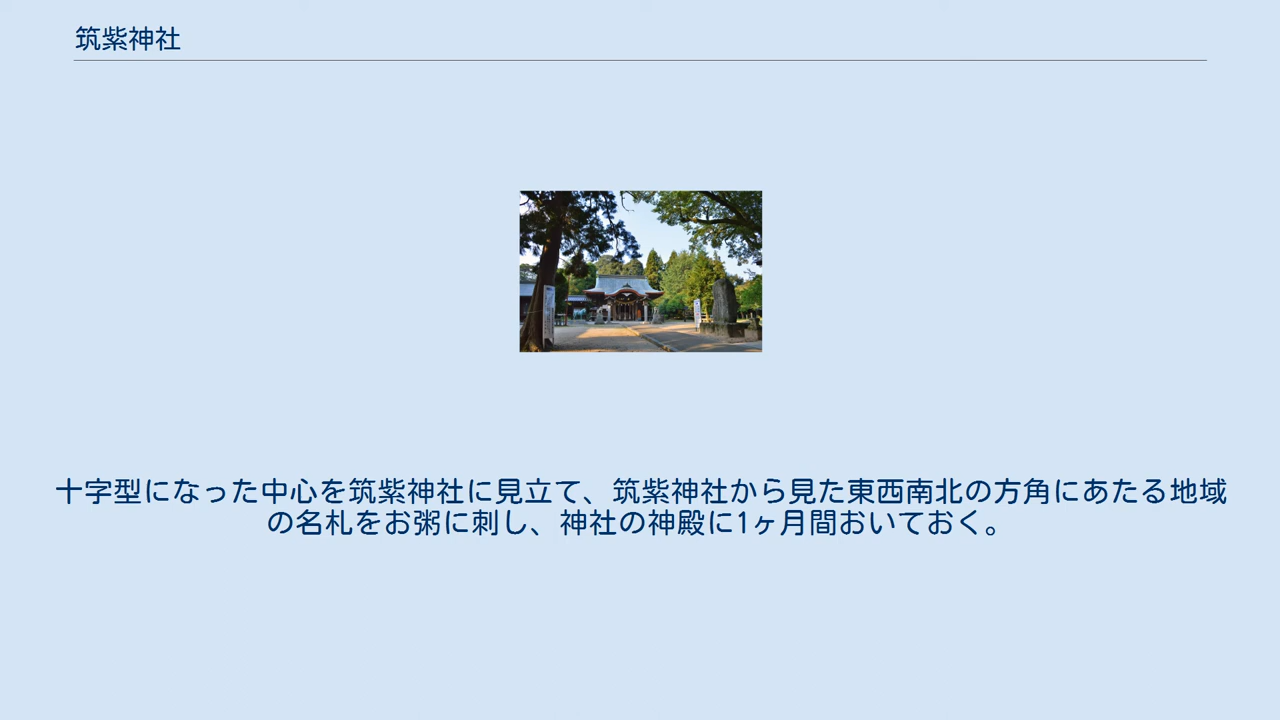 筑紫神社
十字型になった中心を筑紫神社に見立て、筑紫神社から見た東西南北の方角にあたる地域
の名札をお粥に刺し、神社の神殿に1ヶ月間おいておく。